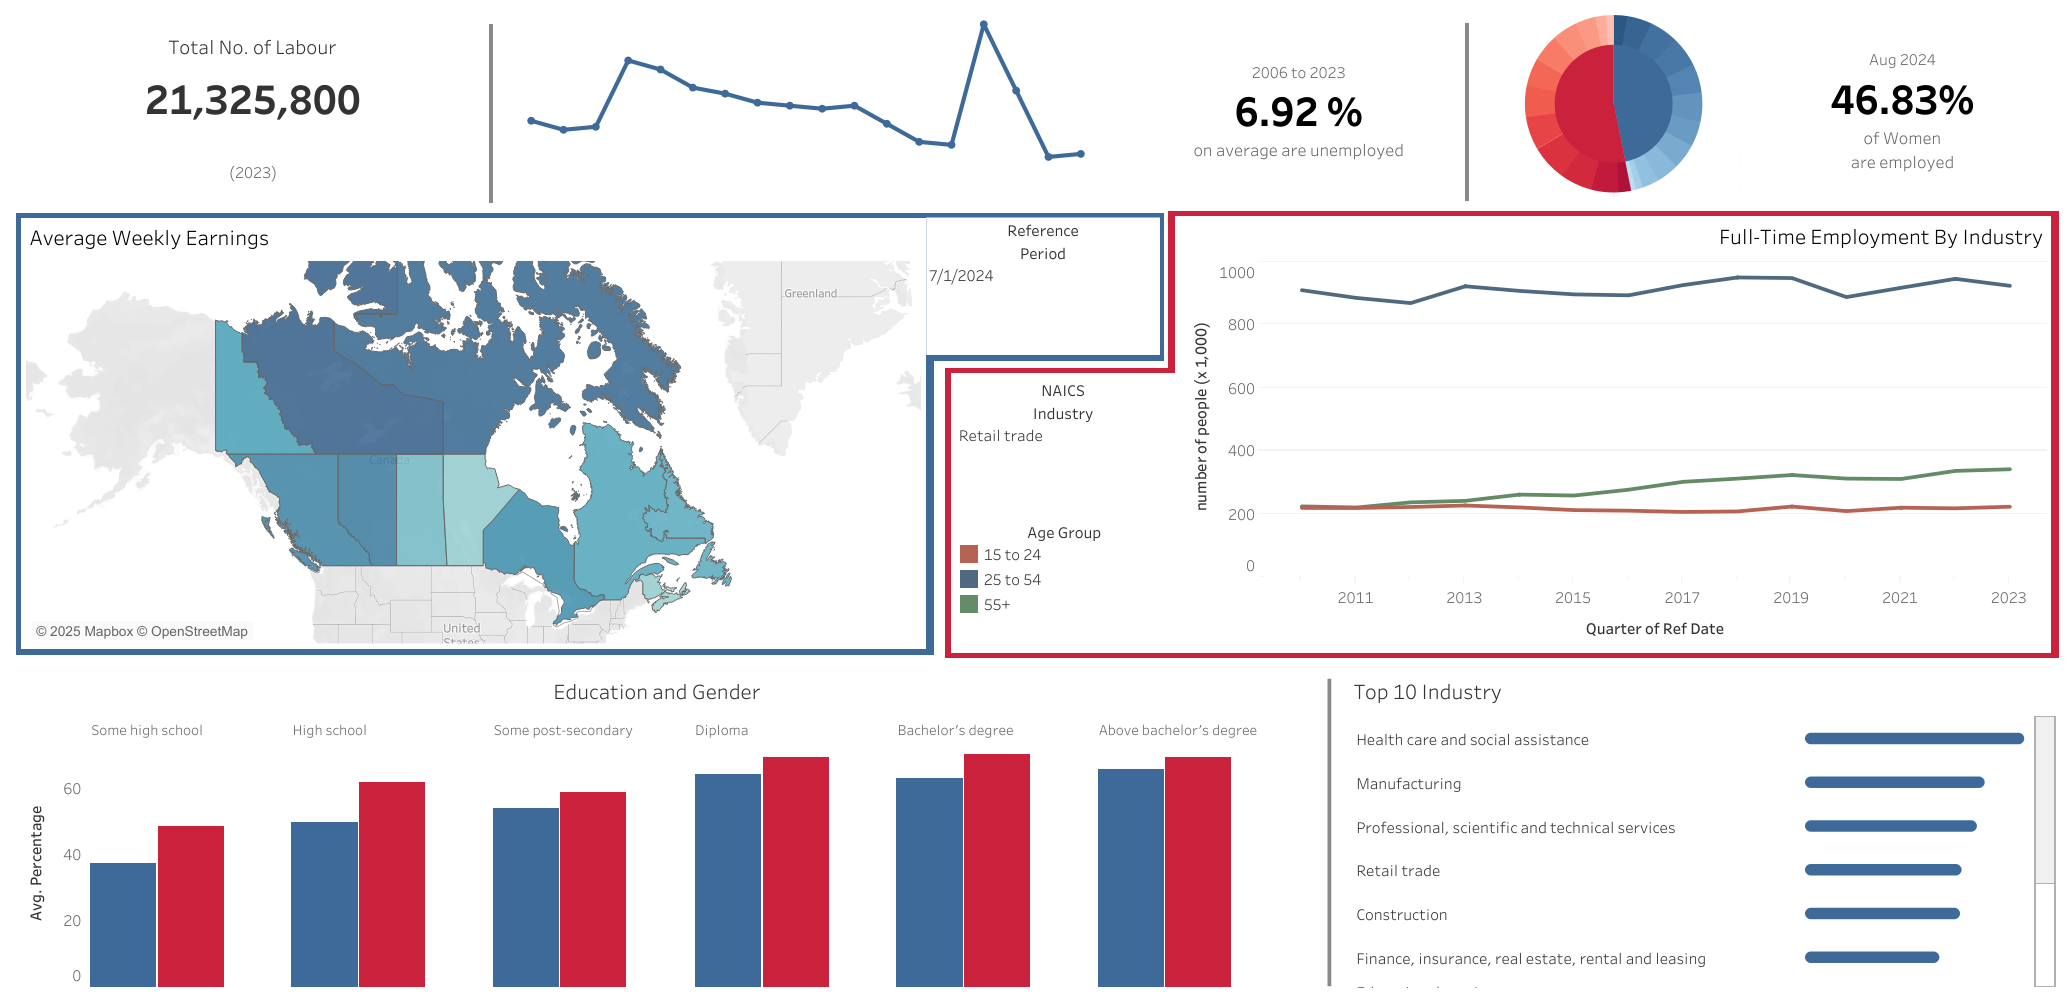 Total No. of Labour
21,325,800
(2023)
2006 to 2023
6.92 %
on average are unemployed
Aug 2024
46.83%
of Women
are employed
Average Weekly Earnings
Reference
Period
7/1/2024
Greenland
Canada
United
States
© 2025 Mapbox © OpenStreetMap
NAICS
Industry
Retail trade
Age Group
15 to 24
25 to 54
55+
Full-Time Employment By Industry
number of people (x 1,000)
1000
800
600
400
200
0
2011 2013 2015 2017 2019 2021 2023
Quarter of Ref Date
Education and Gender
Some high school High school Some post-secondary Diploma Bachelor's degree Above bachelor's degree
Avg. Percentage
60
40
20
0
Top 10 Industry
Health care and social assistance
Manufacturing
Professional, scientific and technical services
Retail trade
Construction
Finance, insurance, real estate, rental and leasing